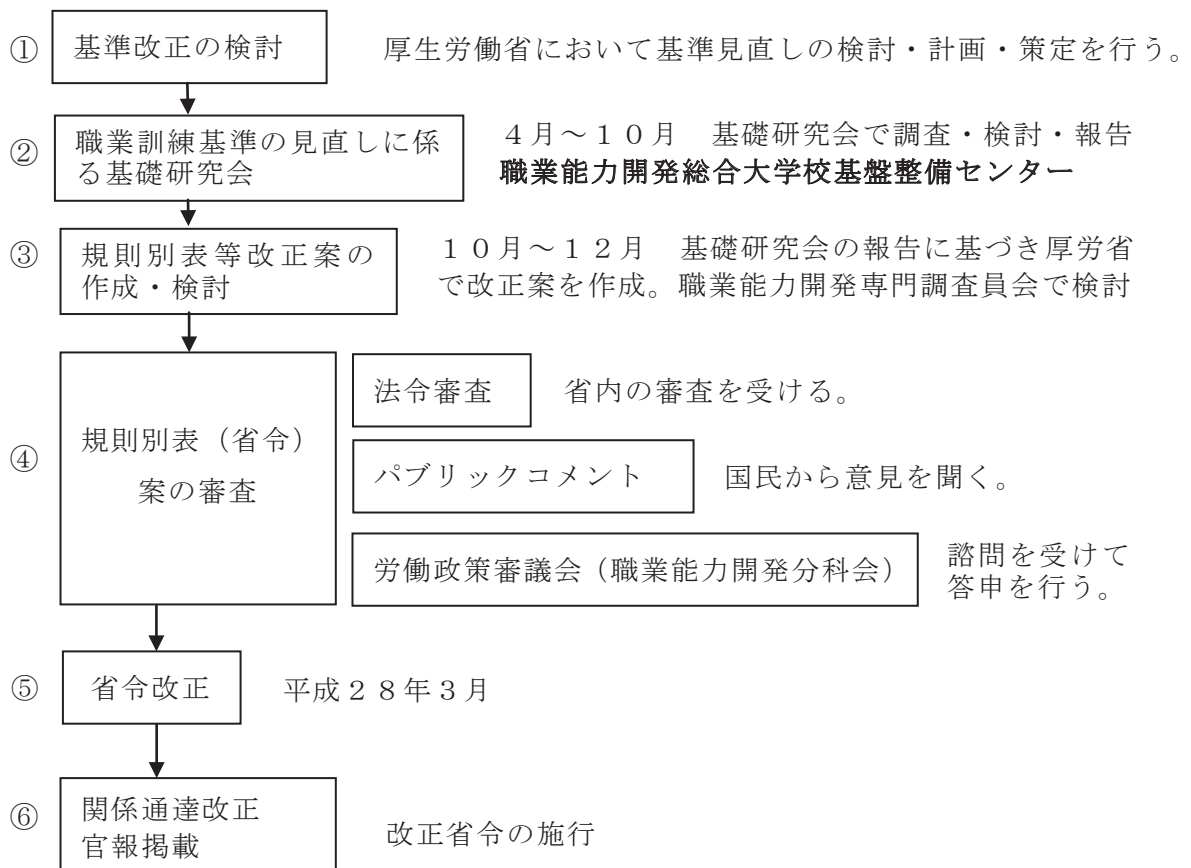 ① 基準改正の検討 厚生労働省において基準見直しの検討・計画・策定を行う。
② 職業訓練基準の見直しに係る基礎研究会
４月～１０月 基礎研究会で調査・検討・報告
職業能力開発総合大学校基盤整備センター
③ 規則別表等改正案の作成・検討
１０月～１２月 基礎研究会の報告に基づき厚労省
で改正案を作成。職業能力開発専門調査員会で検討
④ 規則別表（省令）
案の審査
法令審査 省内の審査を受ける。
パブリックコメント 国民から意見を聞く。
労働政策審議会（職業能力開発分科会） 諮問を受けて
答申を行う。
⑤ 省令改正 平成２８年３月
⑥ 関係通達改正
官報掲載
改正省令の施行